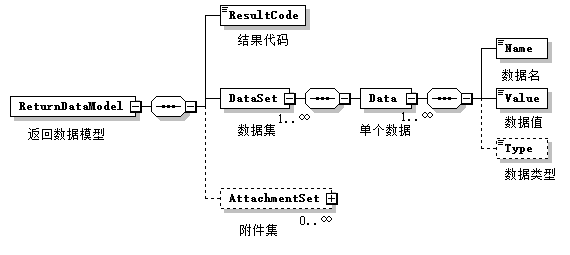 ResultCode
结果代码
ReturnDataModel
返回数据模型
DataSet
1..∞
数据集
Data
1..∞
单个数据
Name
数据名
Value
数据值
Type
数据类型
AttachmentSet
0..∞
附件集